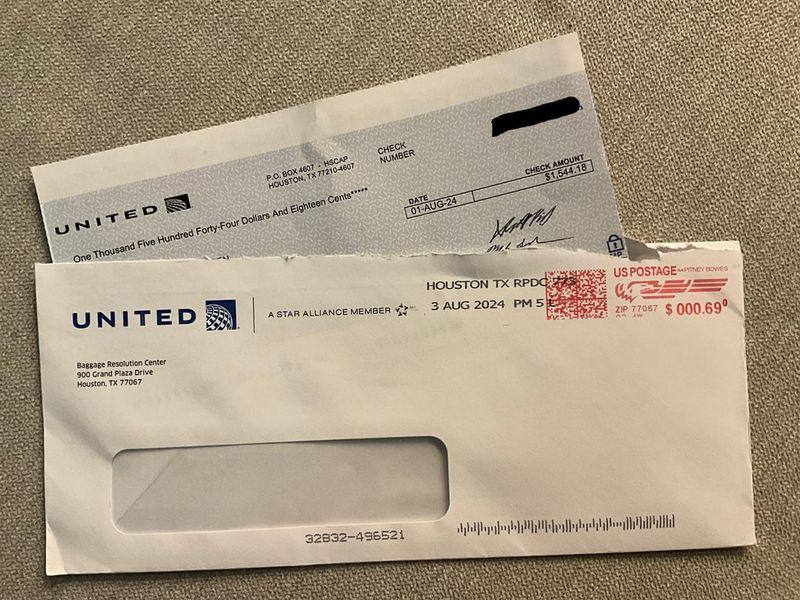 UNITED
P.O. BOX 4607 • HSCAP
HOUSTON, TX 77210-4607
CHECK
NUMBER
DATE
01-AUG-24
CHECK AMOUNT
$1,544.18
One Thousand Five Hundred Forty-Four Dollars And Eighteen Cents*****
UNITED
A STAR ALLIANCE MEMBER
HOUSTON TX RPDC 773
3 AUG 2024 PM 5 L
US POSTAGE PITNEY BOWES
ZIP 77067
$ 000.69⁰
Baggage Resolution Center
900 Grand Plaza Drive
Houston, TX 77067
32832-496521